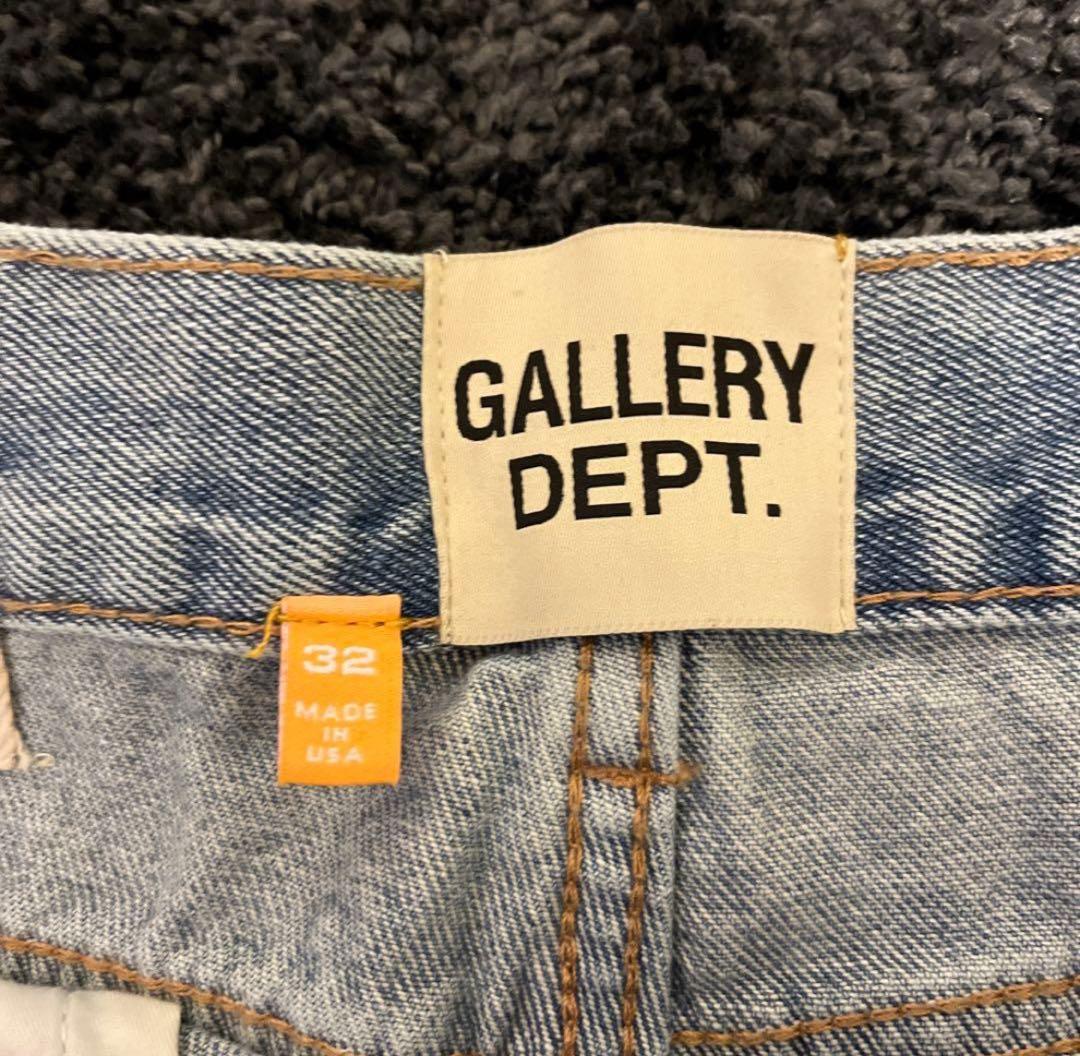 GALLERY
DEPT.
32
MADE
IN
USA